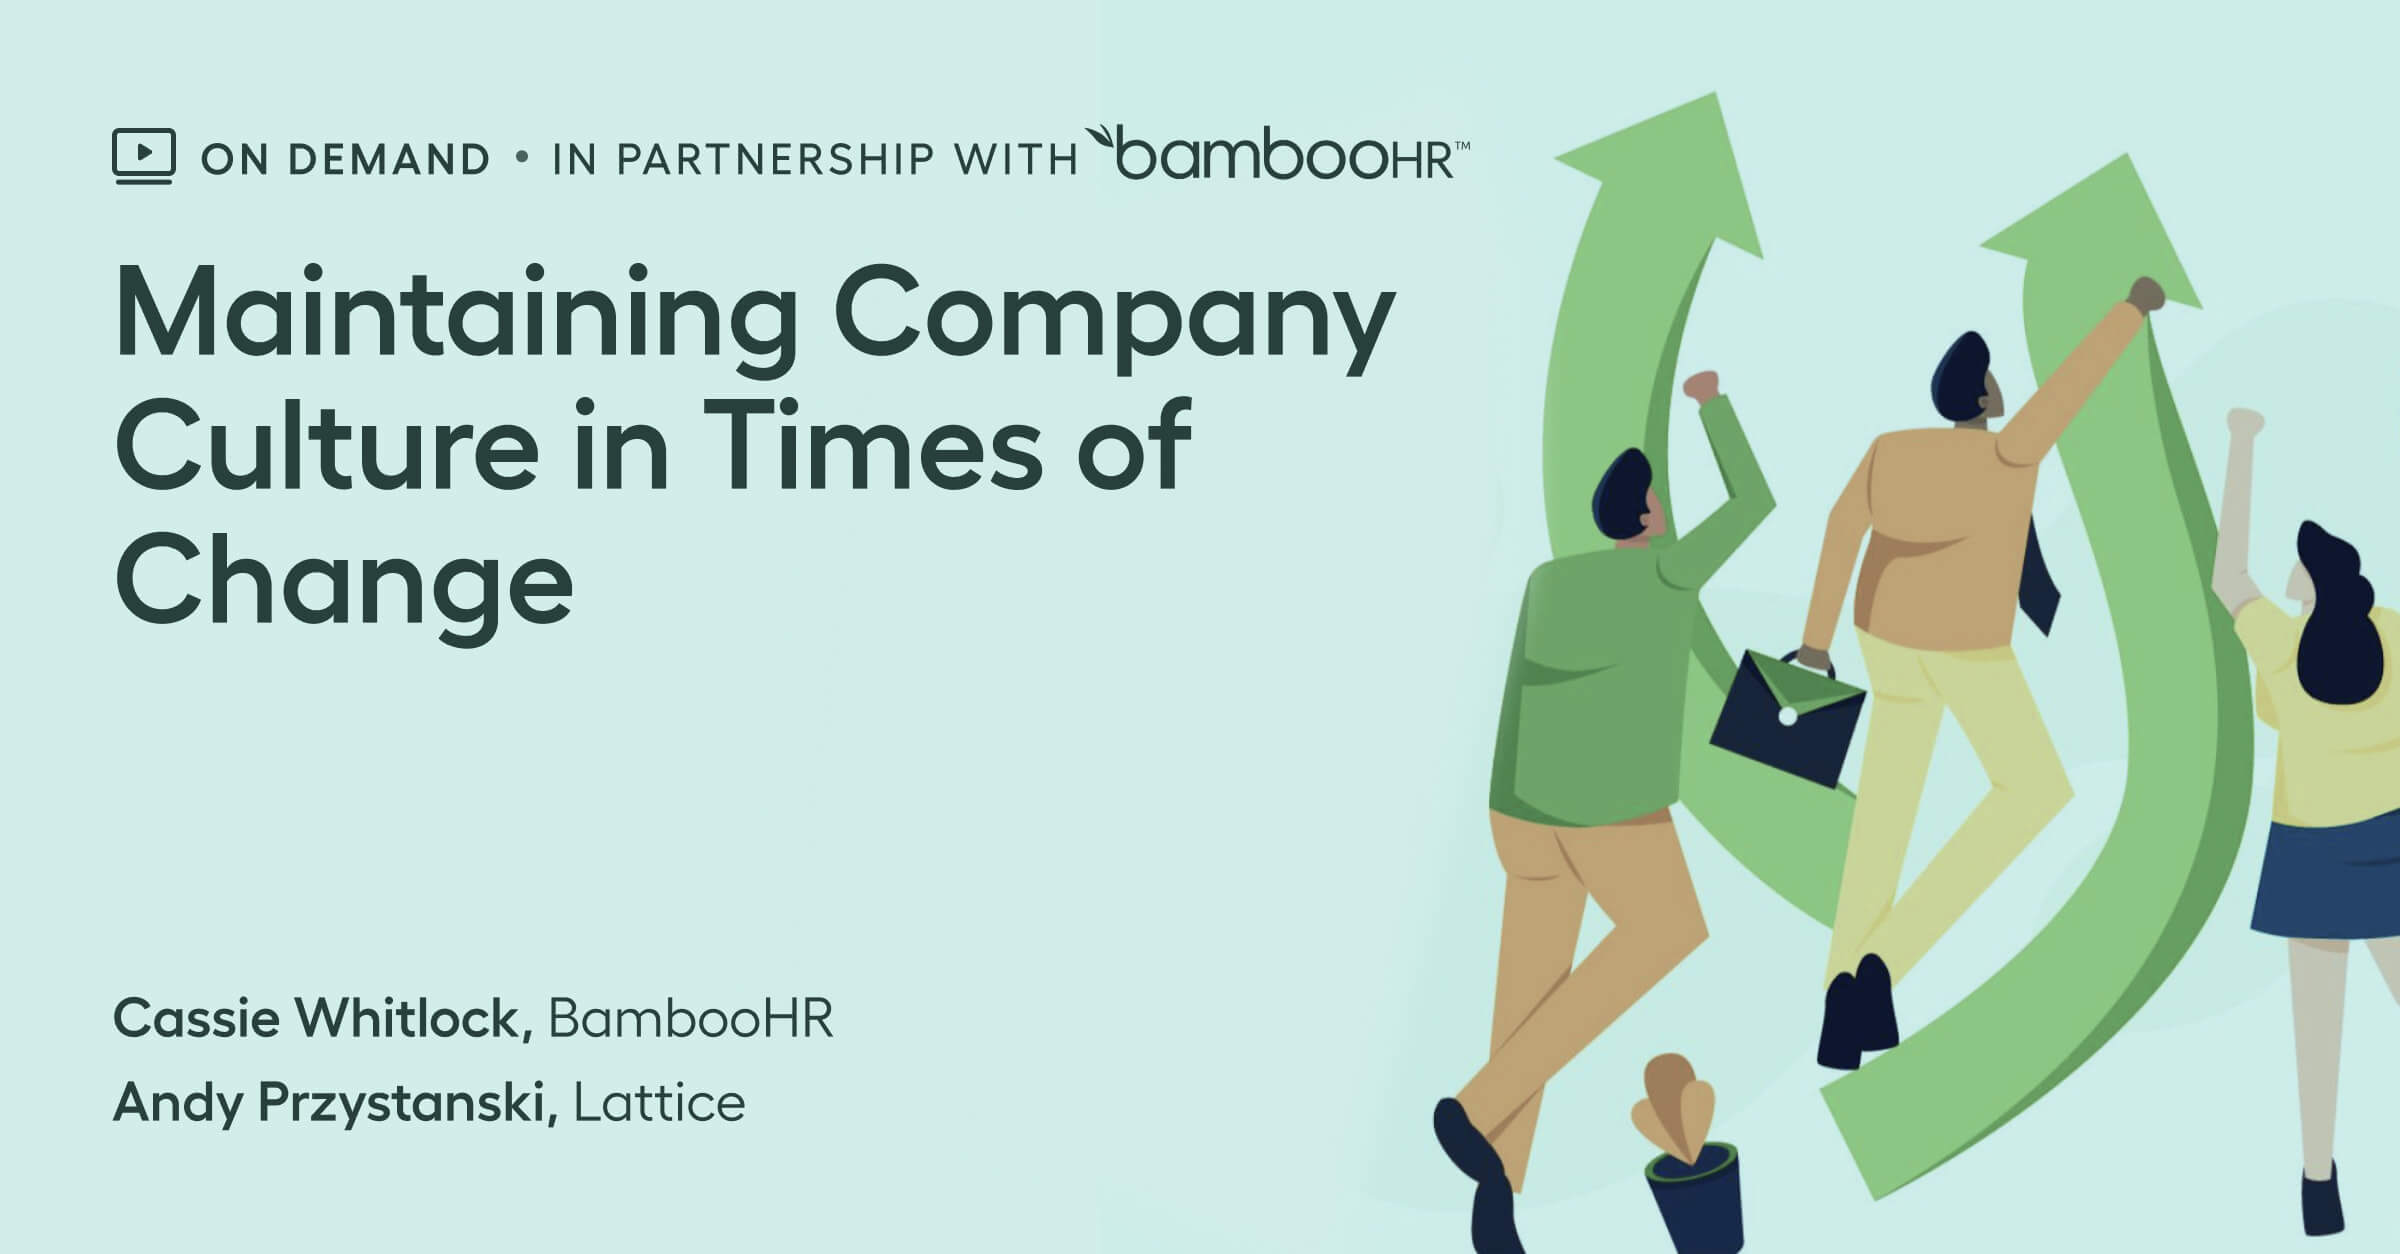 ON DEMAND • IN PARTNERSHIP WITH bambooHR™
Maintaining Company
Culture in Times of
Change
Cassie Whitlock, BambooHR
Andy Przystanski, Lattice